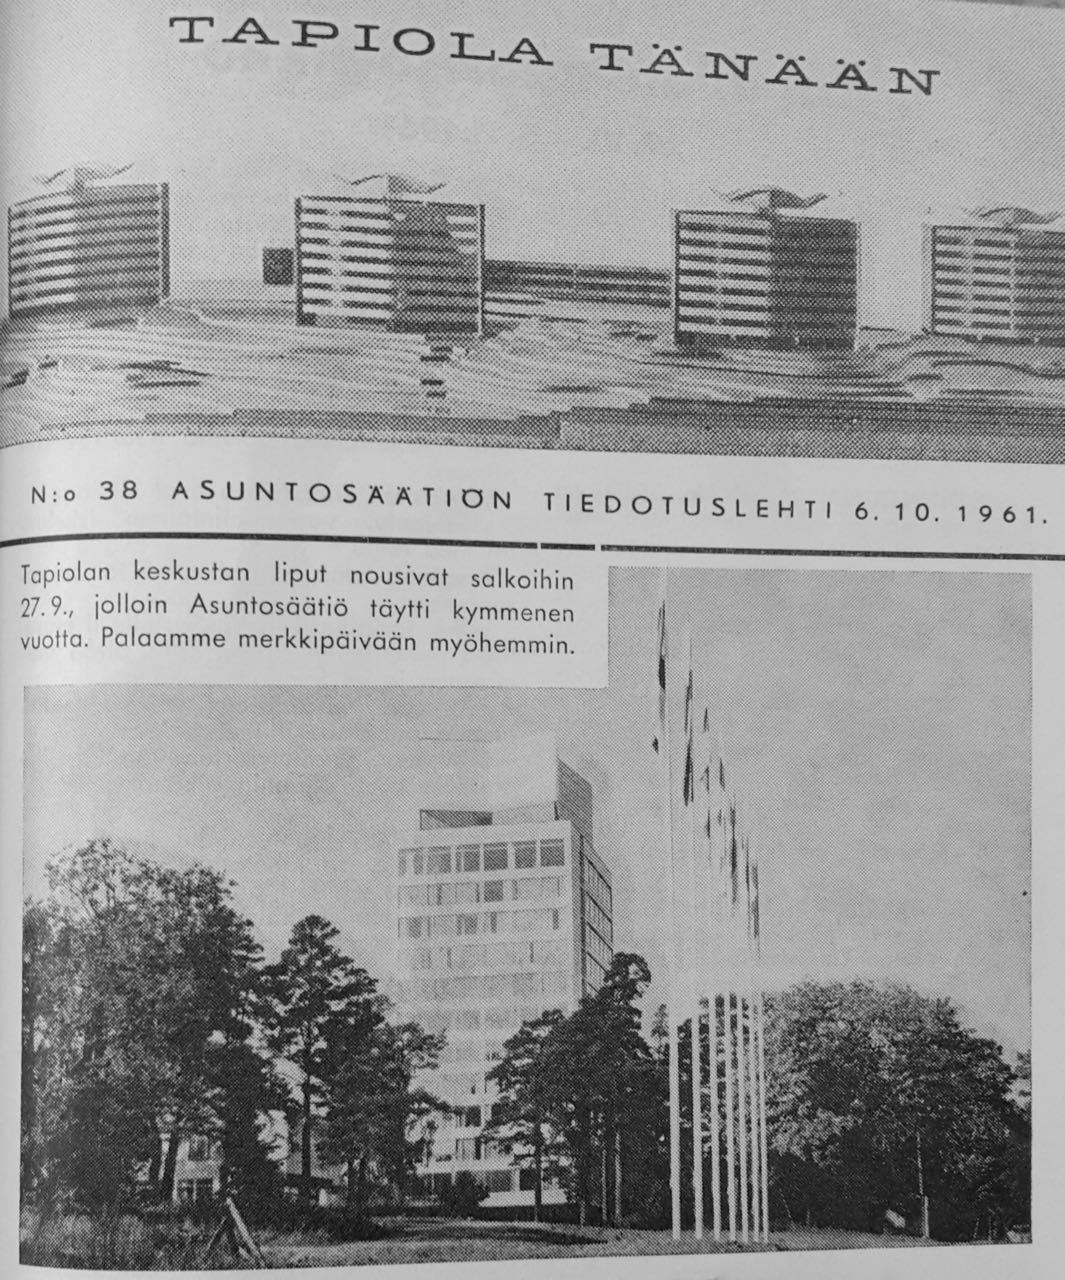 TAPIOLA TÄNÄÄN
N:o 38 ASUNTOSÄÄTIÖN TIEDOTUSLEHTI 6. 10. 1961.
Tapiolan keskustan liput nousivat salkoihin
27. 9., jolloin Asuntosäätiö täytti kymmenen
vuotta. Palaamme merkkipäivään myöhemmin.